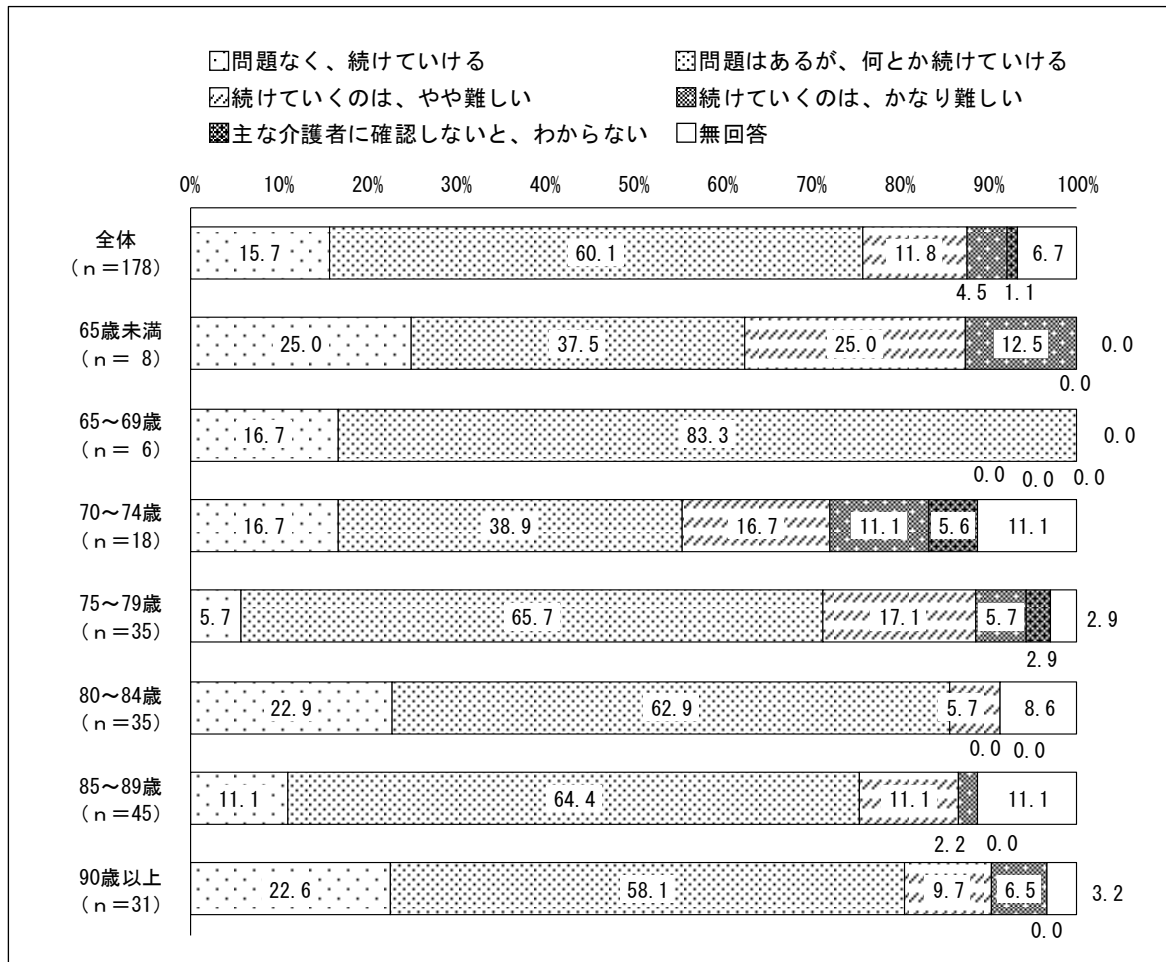 問題なく、続けていける 問題はあるが、何とか続けていける
続けていくのは、やや難しい 続けていくのは、かなり難しい
主な介護者に確認しないと、わからない 無回答
0% 10% 20% 30% 40% 50% 60% 70% 80% 90% 100%
全体
(n=178)
15.7 60.1 11.8 6.7
4.5 1.1
65歳未満
(n= 8)
25.0 37.5 25.0 12.5 0.0
0.0
65～69歳
(n= 6)
16.7 83.3 0.0
0.0 0.0 0.0
70～74歳
(n=18)
16.7 38.9 16.7 11.1 5.6 11.1
75～79歳
(n=35)
5.7 65.7 17.1 5.7 2.9
2.9
80～84歳
(n=35)
22.9 62.9 5.7 8.6
0.0 0.0
85～89歳
(n=45)
11.1 64.4 11.1 11.1
2.2 0.0
90歳以上
(n=31)
22.6 58.1 9.7 6.5 3.2
0.0